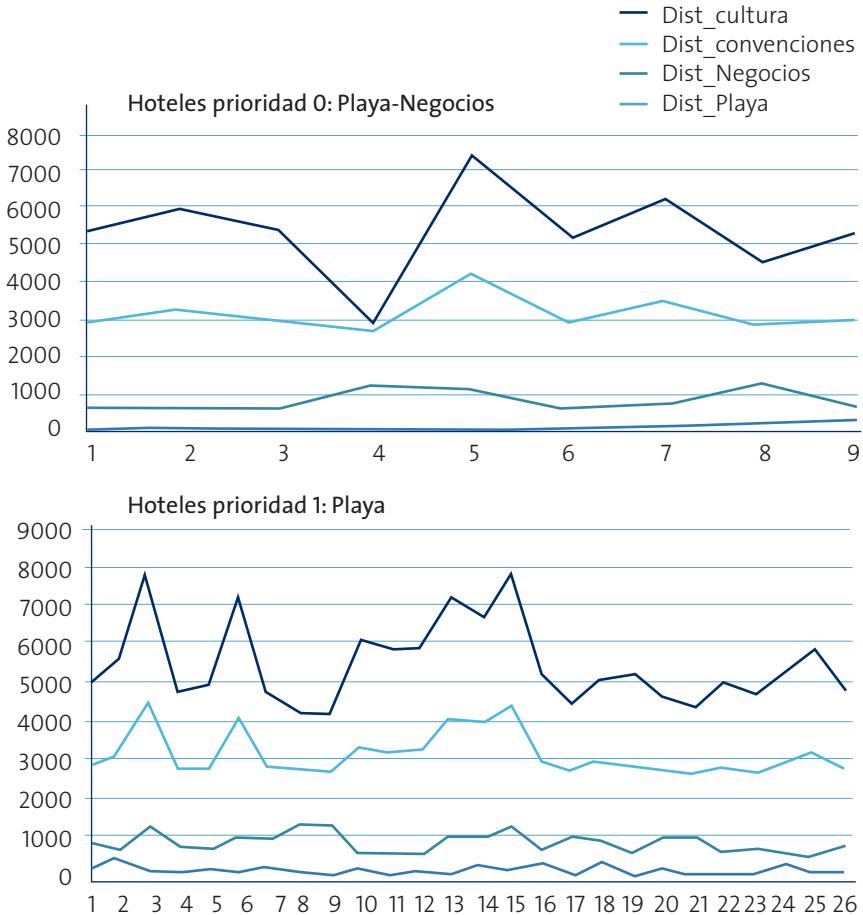 Dist_cultura
Dist_convenciones
Dist_Negocios
Dist_Playa
Hoteles prioridad 0: Playa-Negocios
8000
7000
6000
5000
4000
3000
2000
1000
0
1 2 3 4 5 6 7 8 9
Hoteles prioridad 1: Playa
9000
8000
7000
6000
5000
4000
3000
2000
1000
0
1 2 3 4 5 6 7 8 9 10 11 12 13 14 15 16 17 18 19 20 21 22 23 24 25 26